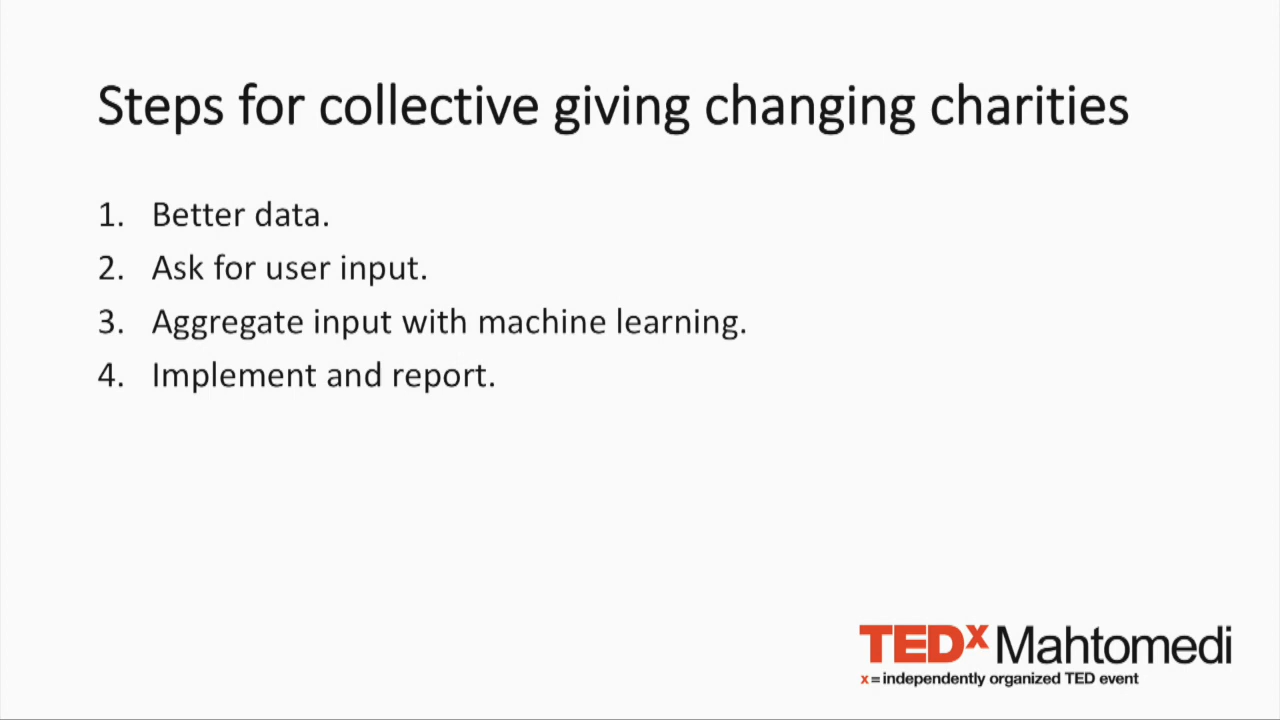 Steps for collective giving changing charities
1. Better data.
2. Ask for user input.
3. Aggregate input with machine learning.
4. Implement and report.
TEDx Mahtomedi
x = independently organized TED event